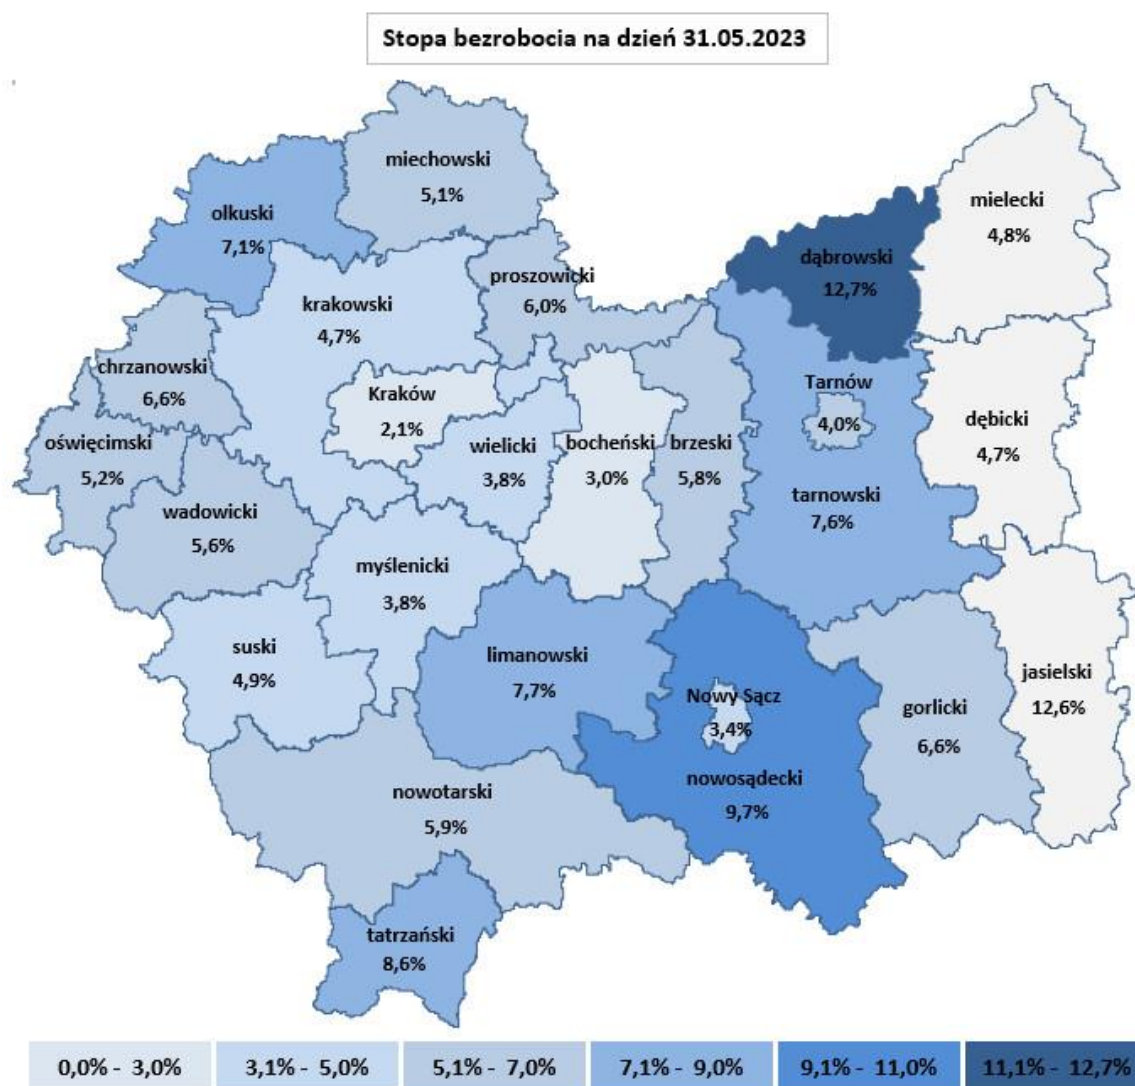 Stopa bezrobocia na dzień 31.05.2023
miechowski
5,1%
olkuski
7,1%
mielecki
4,8%
dąbrowski
12,7%
proszowicki
6,0%
krakowski
4,7%
chrzanowski
6,6%
Kraków
2,1%
Tarnów
4,0%
dębicki
4,7%
oświęcimski
5,2%
wielicki
3,8%
bocheński
3,0%
brzeski
5,8%
tarnowski
7,6%
wadowicki
5,6%
myślenicki
3,8%
suski
4,9%
limanowski
7,7%
Nowy Sącz
3,4%
jasielski
12,6%
gorlicki
6,6%
nowosądecki
9,7%
nowotarski
5,9%
tatrzański
8,6%
0,0% - 3,0%
3,1% - 5,0%
5,1% - 7,0%
7,1% - 9,0%
9,1% - 11,0%
11,1% - 12,7%